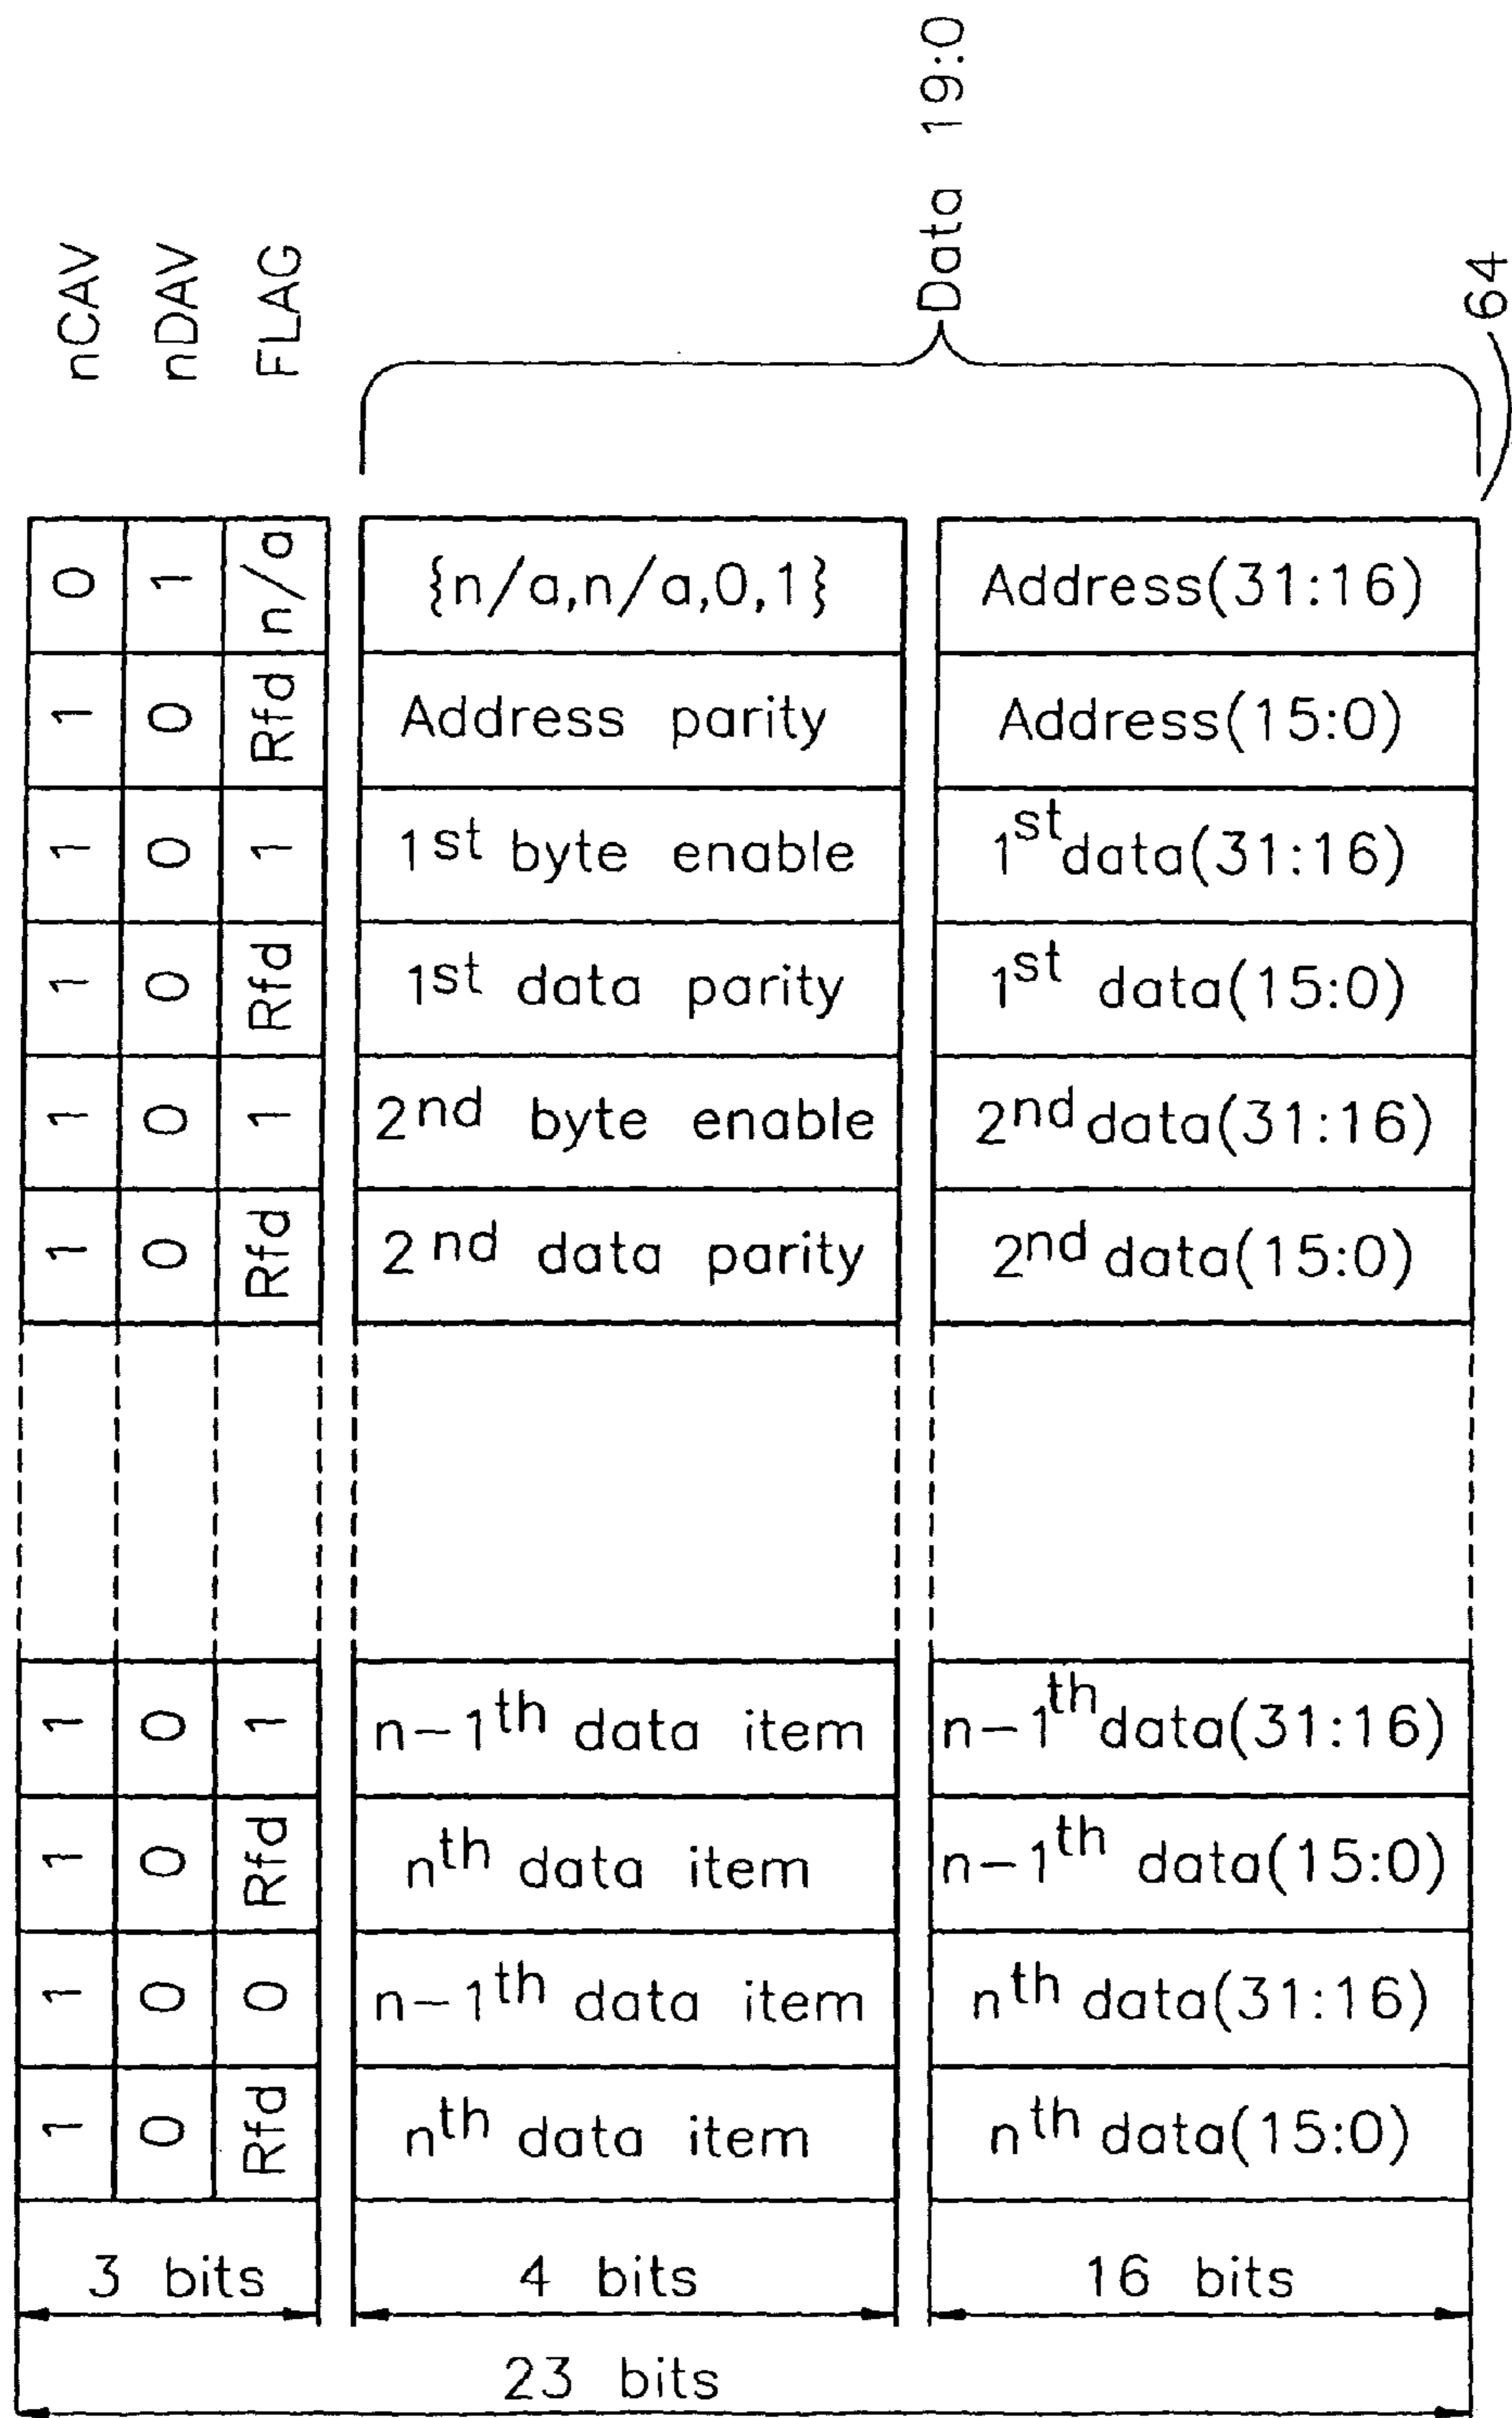 nCAV
nDAV
FLAG
Data 19:0
64
0 1 n/a {n/a,n/a,0,1} Address(31:16)
1 0 Rfd Address parity Address(15:0)
1 0 1 1st byte enable 1st data(31:16)
1 0 Rfd 1st data parity 1st data(15:0)
1 0 1 2nd byte enable 2nd data(31:16)
1 0 Rfd 2nd data parity 2nd data(15:0)
1 0 1 n-1th data item n-1th data(31:16)
1 0 Rfd nth data item n-1th data(15:0)
1 0 0 n-1th data item nth data(31:16)
1 0 Rfd nth data item nth data(15:0)
3 bits 4 bits 16 bits
23 bits